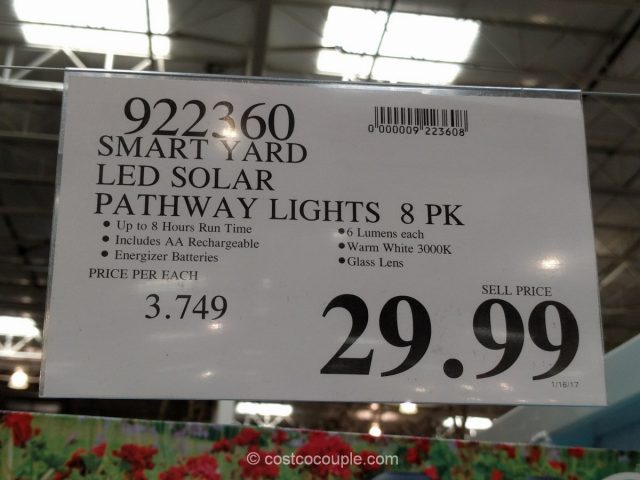 922360
0 000009 223608
SMART YARD
LED SOLAR
PATHWAY LIGHTS 8 PK
• Up to 8 Hours Run Time
• Includes AA Rechargeable
• Energizer Batteries
• 6 Lumens each
• Warm White 3000K
• Glass Lens
PRICE PER EACH
3.749
SELL PRICE
29.99
1/16/17
© costcocouple.com